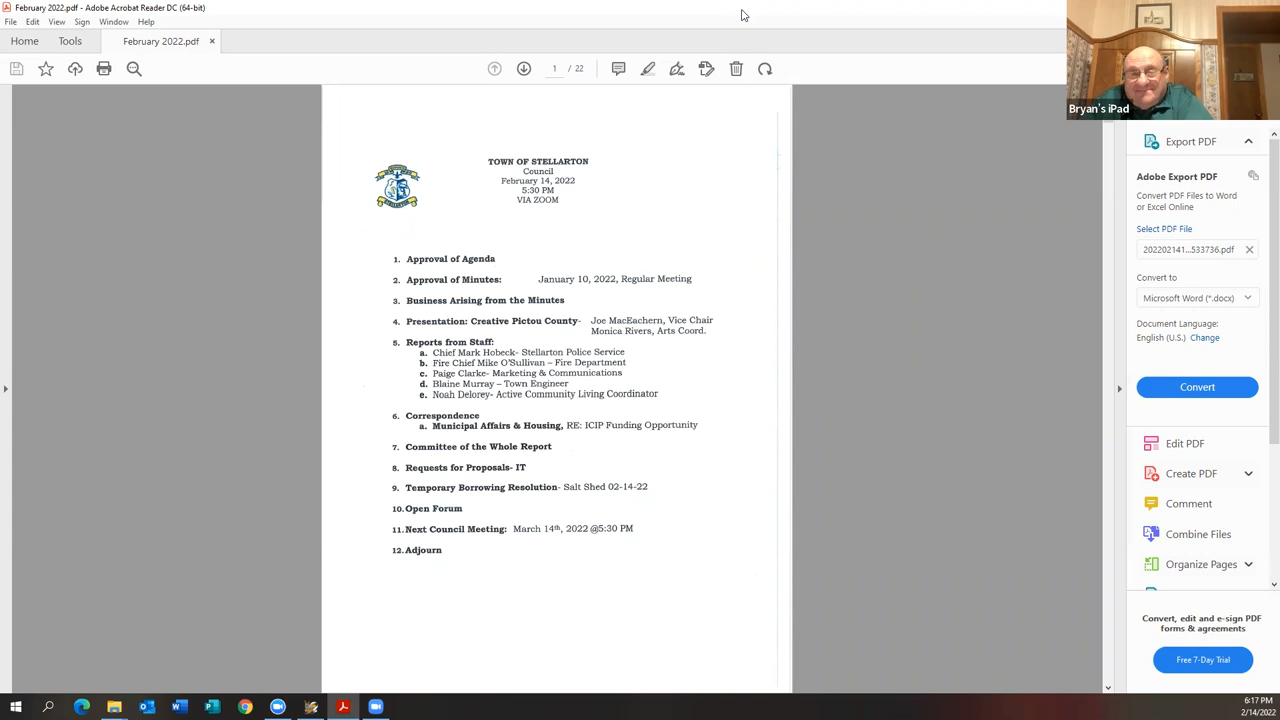 February 2022.pdf - Adobe Acrobat Reader DC (64-bit)
File Edit View Sign Window Help
Home Tools February 2022.pdf ×
1 / 22
Bryan's iPad
TOWN OF STELLARTON
Council
February 14, 2022
5:30 PM
VIA ZOOM
STELLARTON
1. Approval of Agenda
2. Approval of Minutes: January 10, 2022, Regular Meeting
3. Business Arising from the Minutes
4. Presentation: Creative Pictou County- Joe MacEachern, Vice Chair
Monica Rivers, Arts Coord.
5. Reports from Staff:
a. Chief Mark Hobeck- Stellarton Police Service
b. Fire Chief Mike O'Sullivan – Fire Department
c. Paige Clarke- Marketing & Communications
d. Blaine Murray – Town Engineer
e. Noah Delorey- Active Community Living Coordinator
6. Correspondence
a. Municipal Affairs & Housing, RE: ICIP Funding Opportunity
7. Committee of the Whole Report
8. Requests for Proposals- IT
9. Temporary Borrowing Resolution- Salt Shed 02-14-22
10. Open Forum
11. Next Council Meeting: March 14th, 2022 @5:30 PM
12. Adjourn
Export PDF
Adobe Export PDF
Convert PDF Files to Word
or Excel Online
Select PDF File
202202141...533736.pdf
Convert to
Microsoft Word (*.docx)
Document Language:
English (U.S.) Change
Convert
Edit PDF
Create PDF
Comment
Combine Files
Organize Pages
Convert, edit and e-sign PDF
forms & agreements
Free 7-Day Trial
6:17 PM
2/14/2022